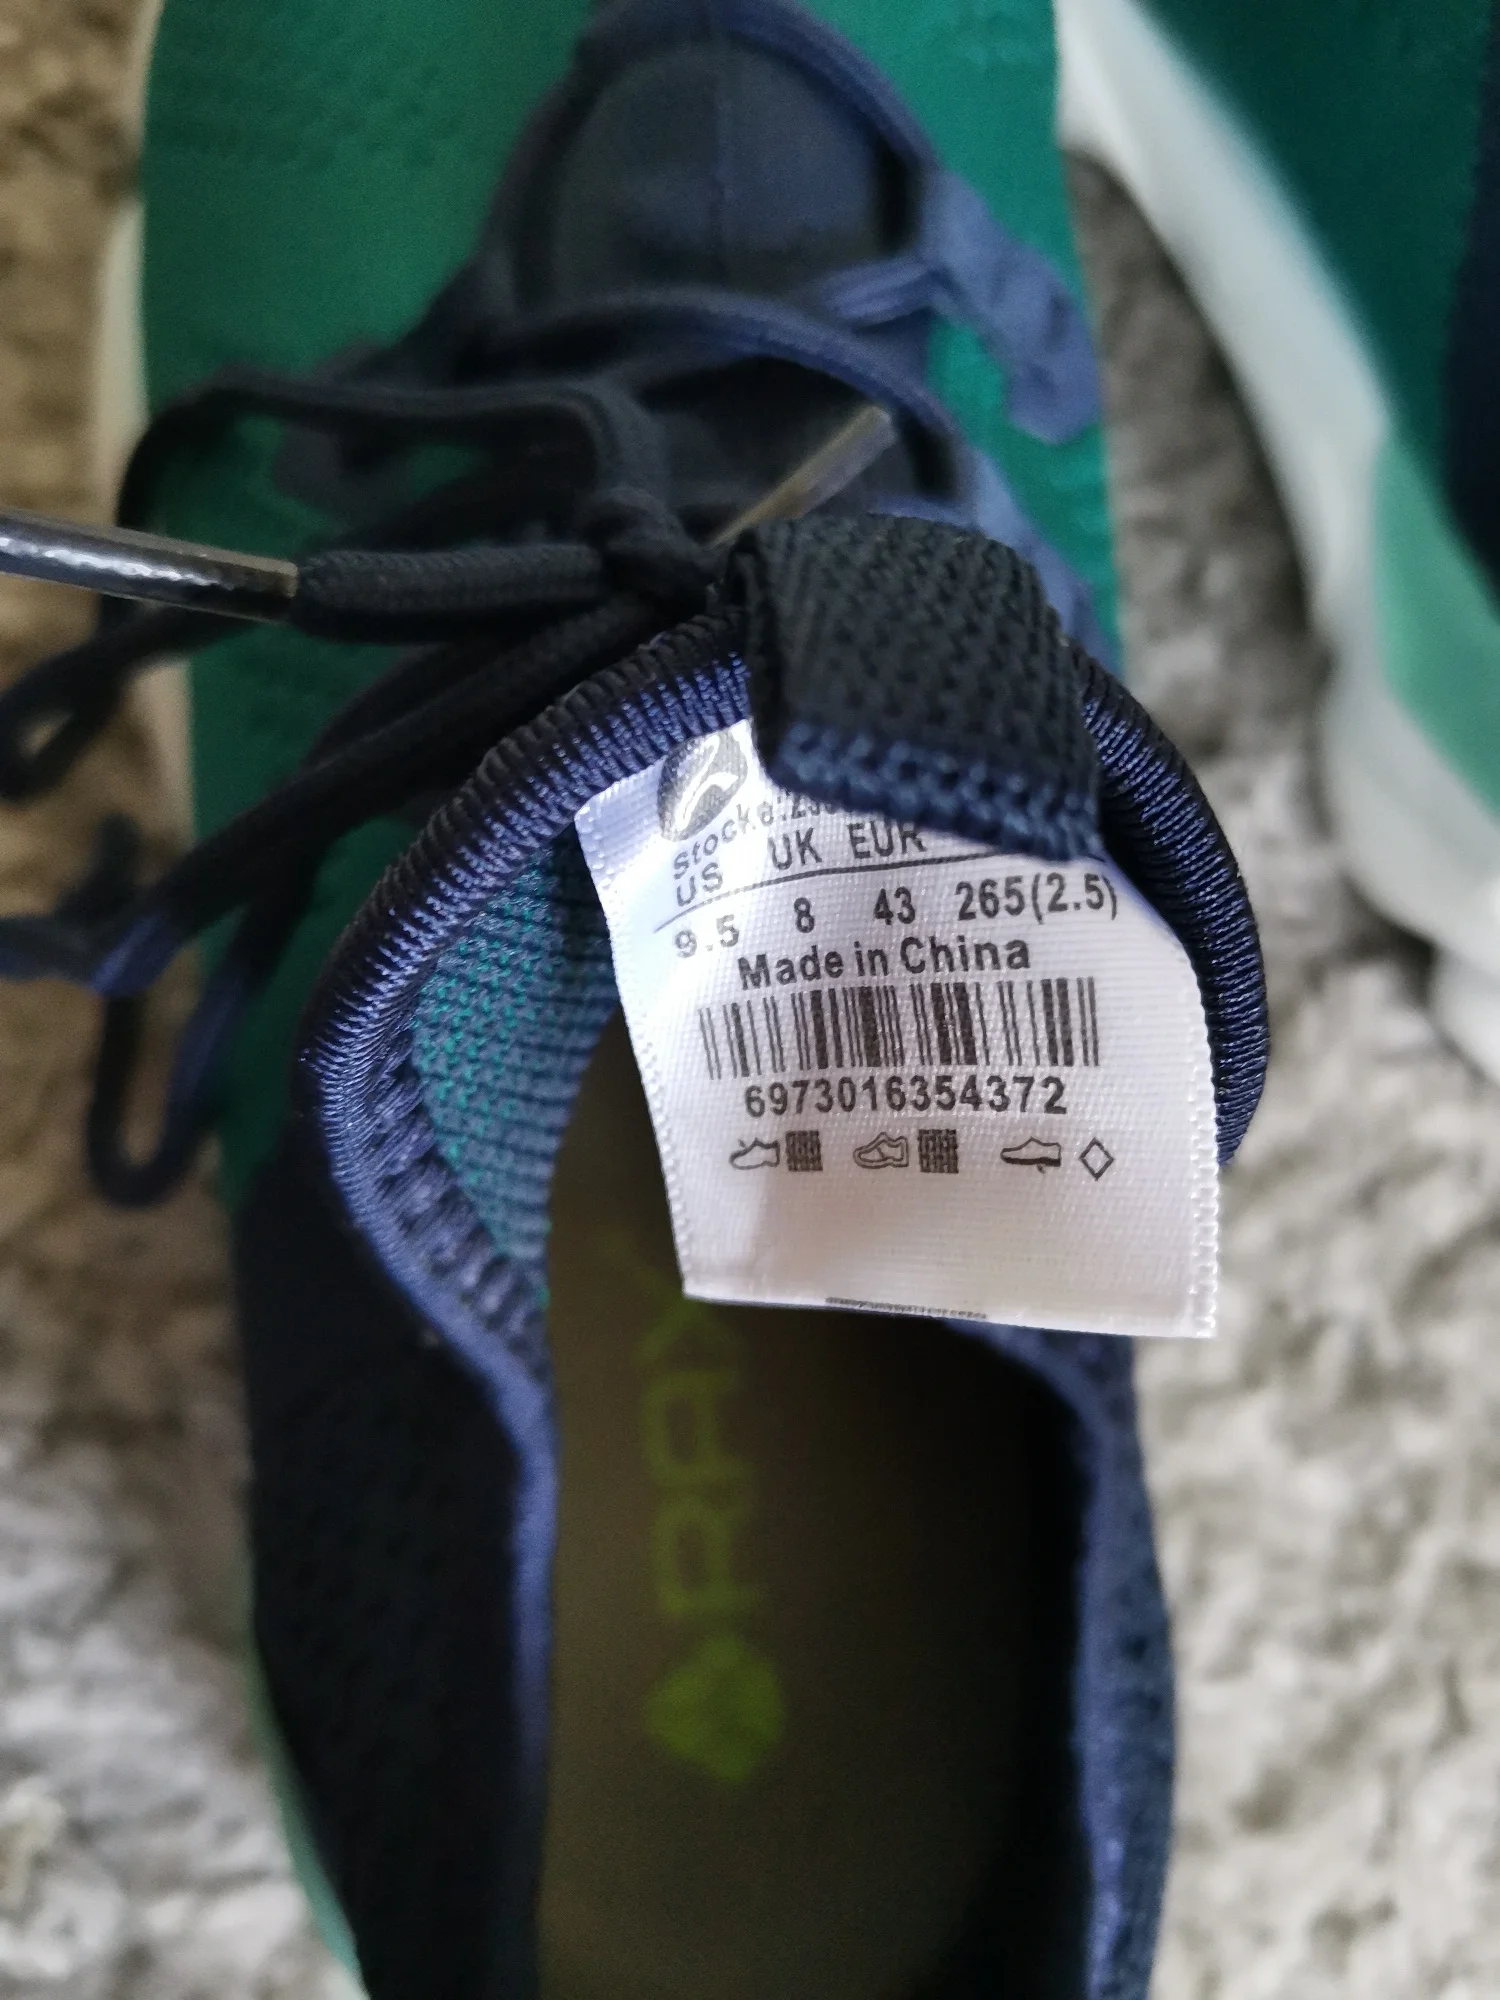 US UK EUR
9.5 8 43 265(2.5)
Made in China
6973016354372